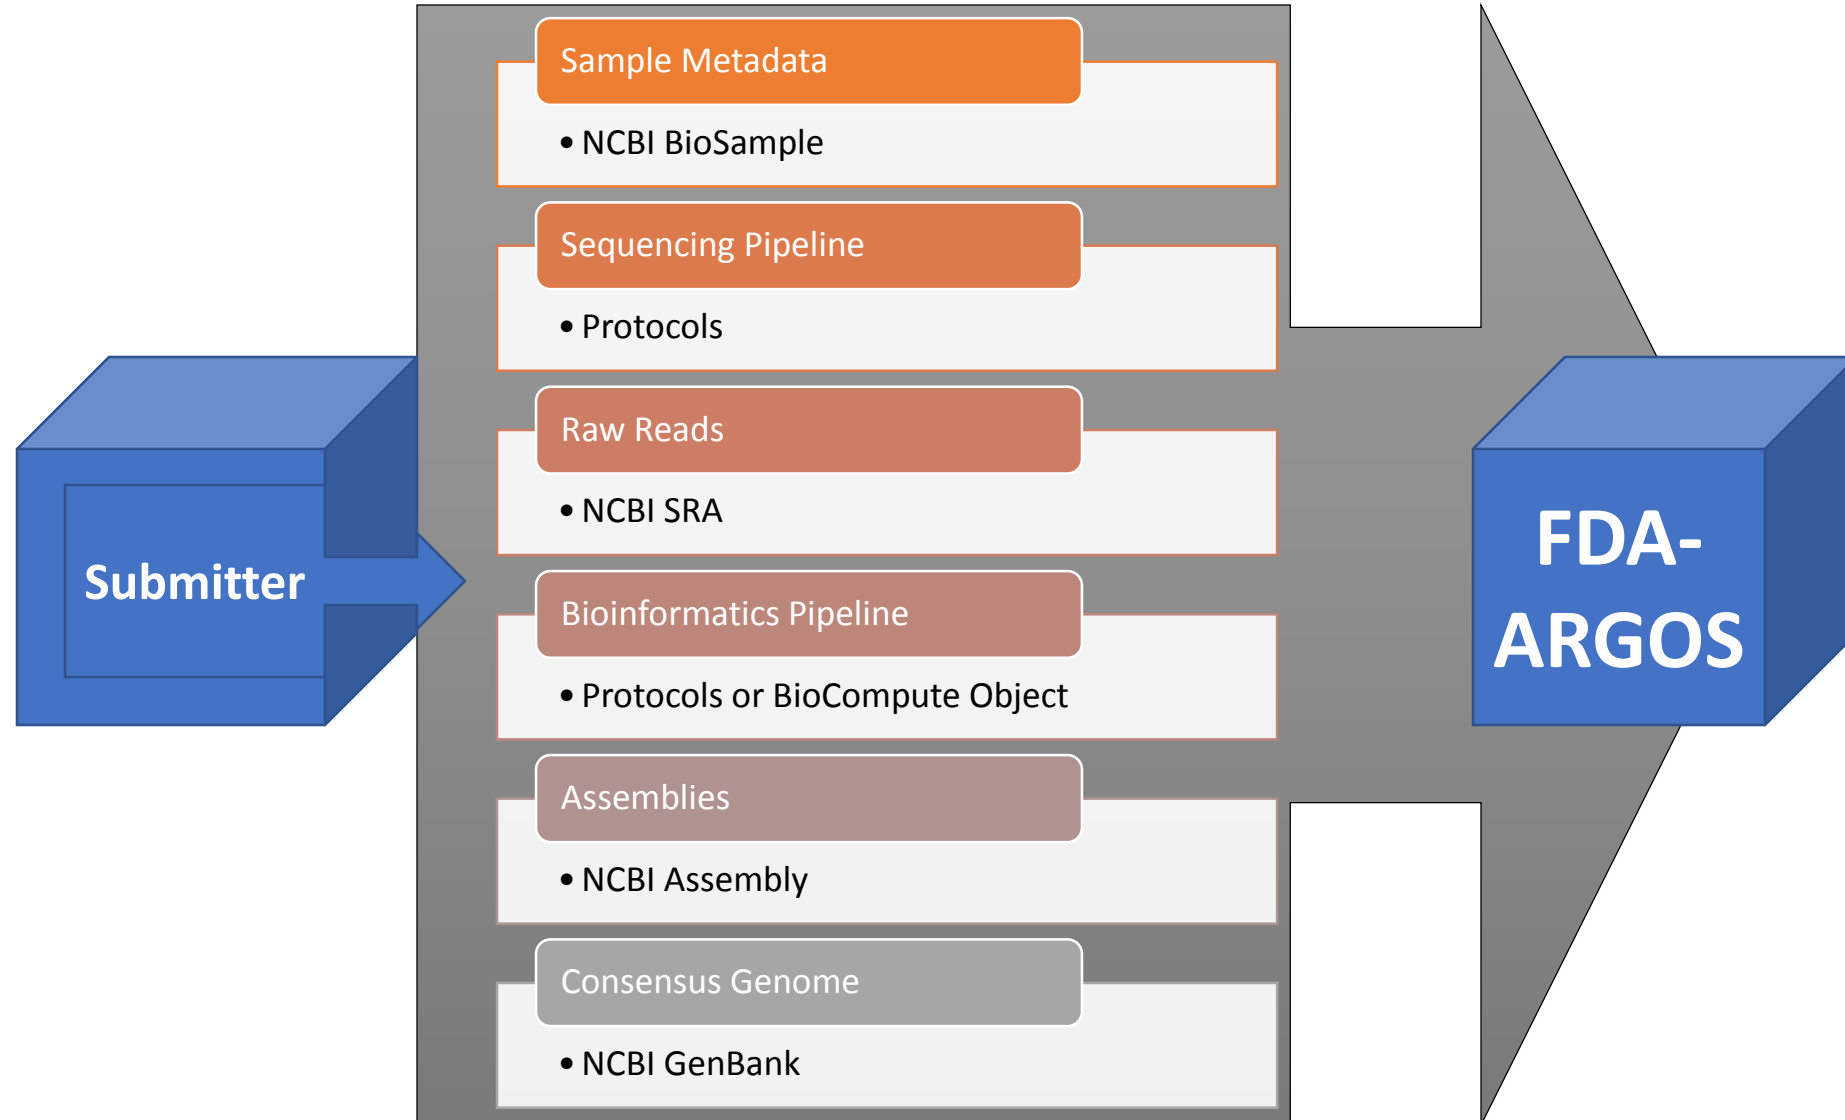 Sample Metadata
• NCBI BioSample
Sequencing Pipeline
• Protocols
Raw Reads
• NCBI SRA
Bioinformatics Pipeline
• Protocols or BioCompute Object
Assemblies
• NCBI Assembly
Consensus Genome
• NCBI GenBank
Submitter
FDA-
ARGOS